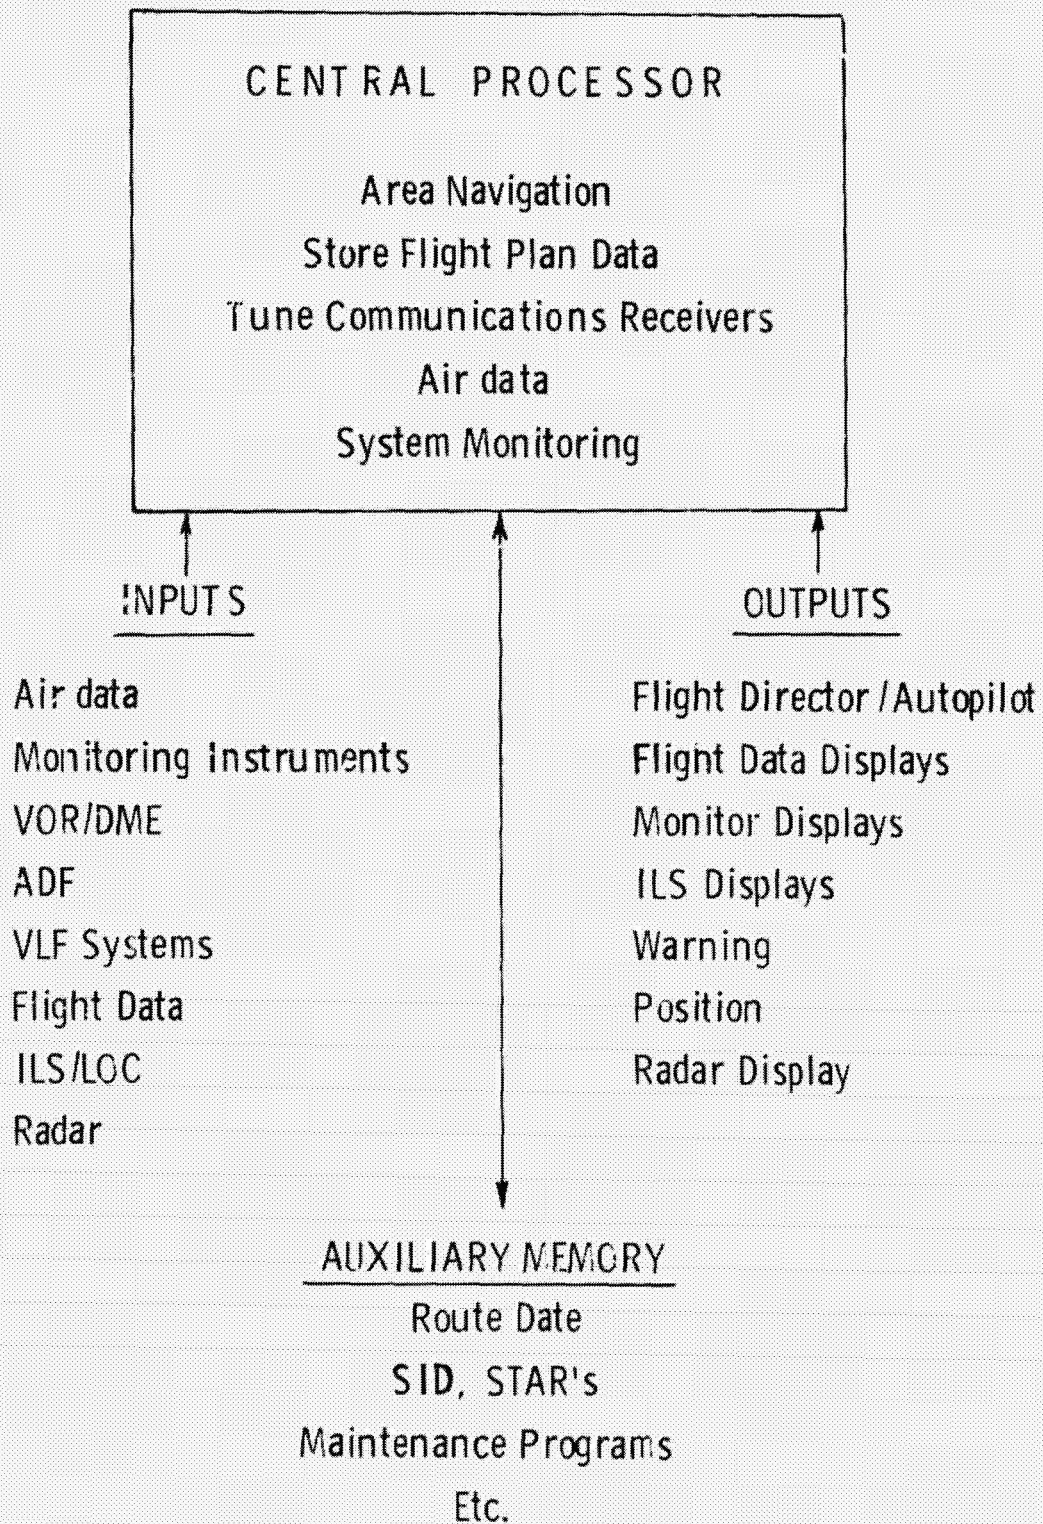 CENTRAL PROCESSOR
Area Navigation
Store Flight Plan Data
Tune Communications Receivers
Air data
System Monitoring
INPUTS
Air data
Monitoring Instruments
VOR/DME
ADF
VLF Systems
Flight Data
ILS/LOC
Radar
OUTPUTS
Flight Director/Autopilot
Flight Data Displays
Monitor Displays
ILS Displays
Warning
Position
Radar Display
AUXILIARY MEMORY
Route Date
SID, STAR's
Maintenance Programs
Etc.